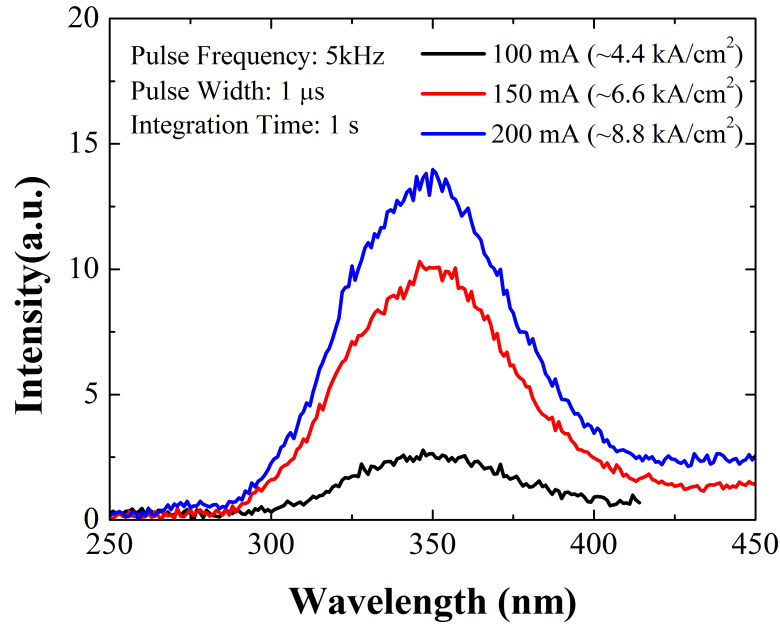 20
15
10
5
0
Intensity(a.u.)
Pulse Frequency: 5kHz
Pulse Width: 1 μs
Integration Time: 1 s
100 mA (~4.4 kA/cm²)
150 mA (~6.6 kA/cm²)
200 mA (~8.8 kA/cm²)
250 300 350 400 450
Wavelength (nm)